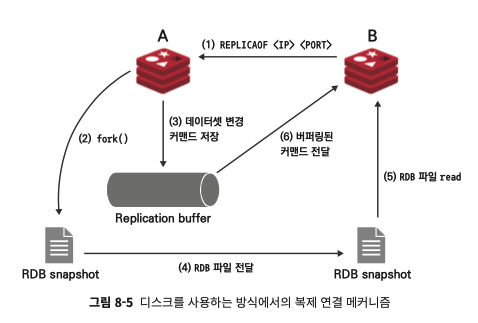 A
B
(1) REPLICAOF <IP> <PORT>
(2) fork()
(3) 데이터셋 변경
커맨드 저장
(6) 버퍼링된
커맨드 전달
(5) RDB 파일 read
Replication buffer
RDB snapshot
(4) RDB 파일 전달
RDB snapshot
그림 8-5 디스크를 사용하는 방식에서의 복제 연결 메커니즘